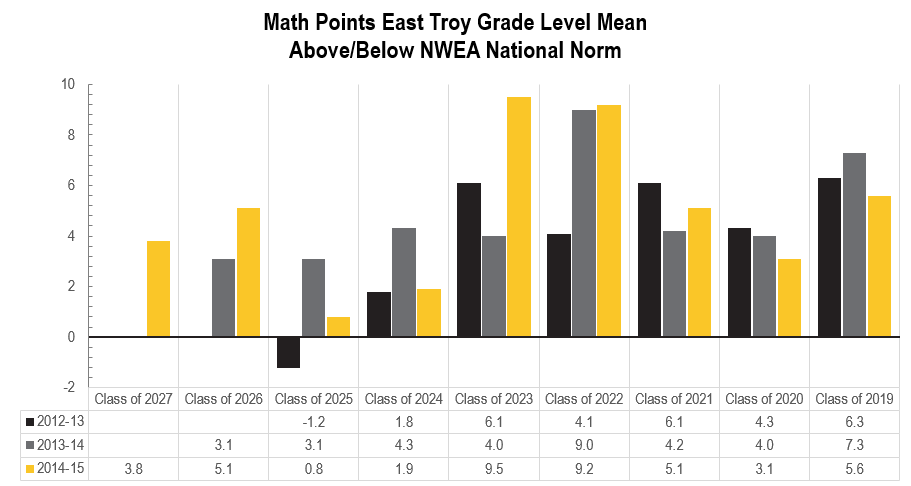 Math Points East Troy Grade Level Mean
Above/Below NWEA National Norm
10
8
6
4
2
0
-2
Class of 2027 Class of 2026 Class of 2025 Class of 2024 Class of 2023 Class of 2022 Class of 2021 Class of 2020 Class of 2019
2012-13 -1.2 1.8 6.1 4.1 6.1 4.3 6.3
2013-14 3.1 3.1 4.3 4.0 9.0 4.2 4.0 7.3
2014-15 3.8 5.1 0.8 1.9 9.5 9.2 5.1 3.1 5.6